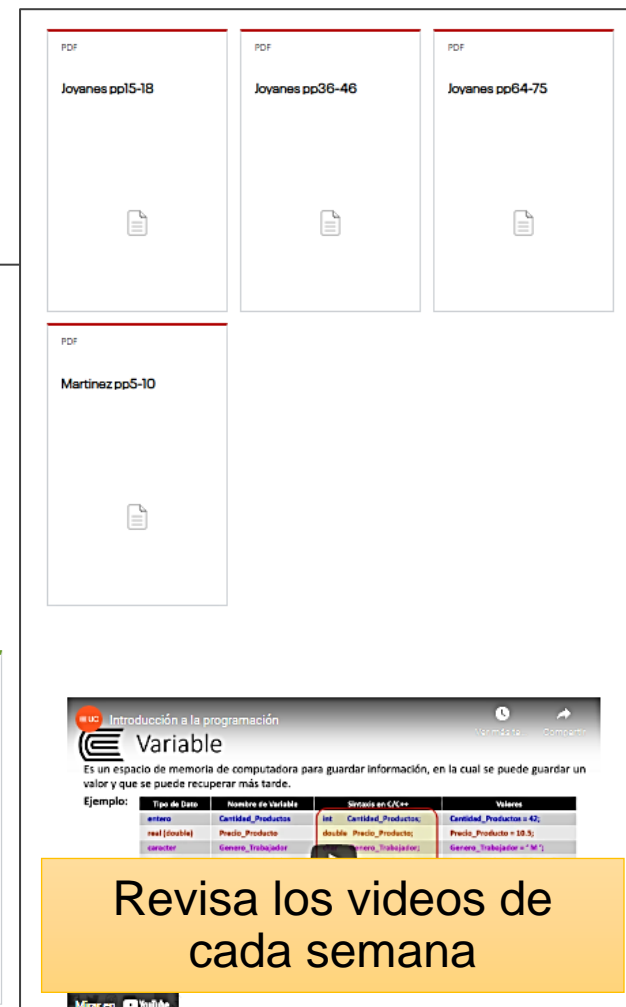 PDF
Joyanes pp15-18
PDF
Joyanes pp36-46
PDF
Joyanes pp64-75
PDF
Martinez pp5-10
UC
Introducción a la programación
Compartir
Variable
Es un espacio de memoria de computadora para guardar información, en la cual se puede guardar un
valor y que se puede recuperar más tarde.
Ejemplo:
Tipo de Dato Nombre de Variable Sintaxis en C/C++ Valores
entero Cantidad_Productos int Cantidad_Productos; Cantidad_Productos = 42;
real (double) Precio_Producto double Precio_Producto; Precio_Producto = 10.5;
caracter Genero_Trabajador Genero_Trabajador; Genero_Trabajador = " M ";
Revisa los videos de
cada semana
YouTube